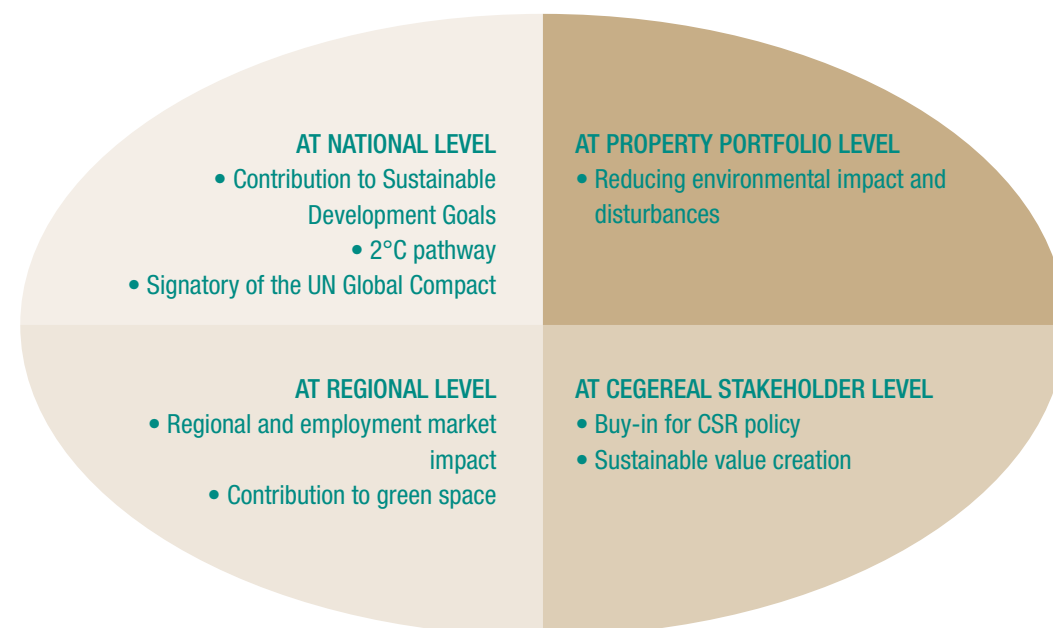 AT NATIONAL LEVEL
• Contribution to Sustainable
Development Goals
• 2°C pathway
• Signatory of the UN Global Compact
AT PROPERTY PORTFOLIO LEVEL
• Reducing environmental impact and
disturbances
AT REGIONAL LEVEL
• Regional and employment market
impact
• Contribution to green space
AT CEGEREAL STAKEHOLDER LEVEL
• Buy-in for CSR policy
• Sustainable value creation